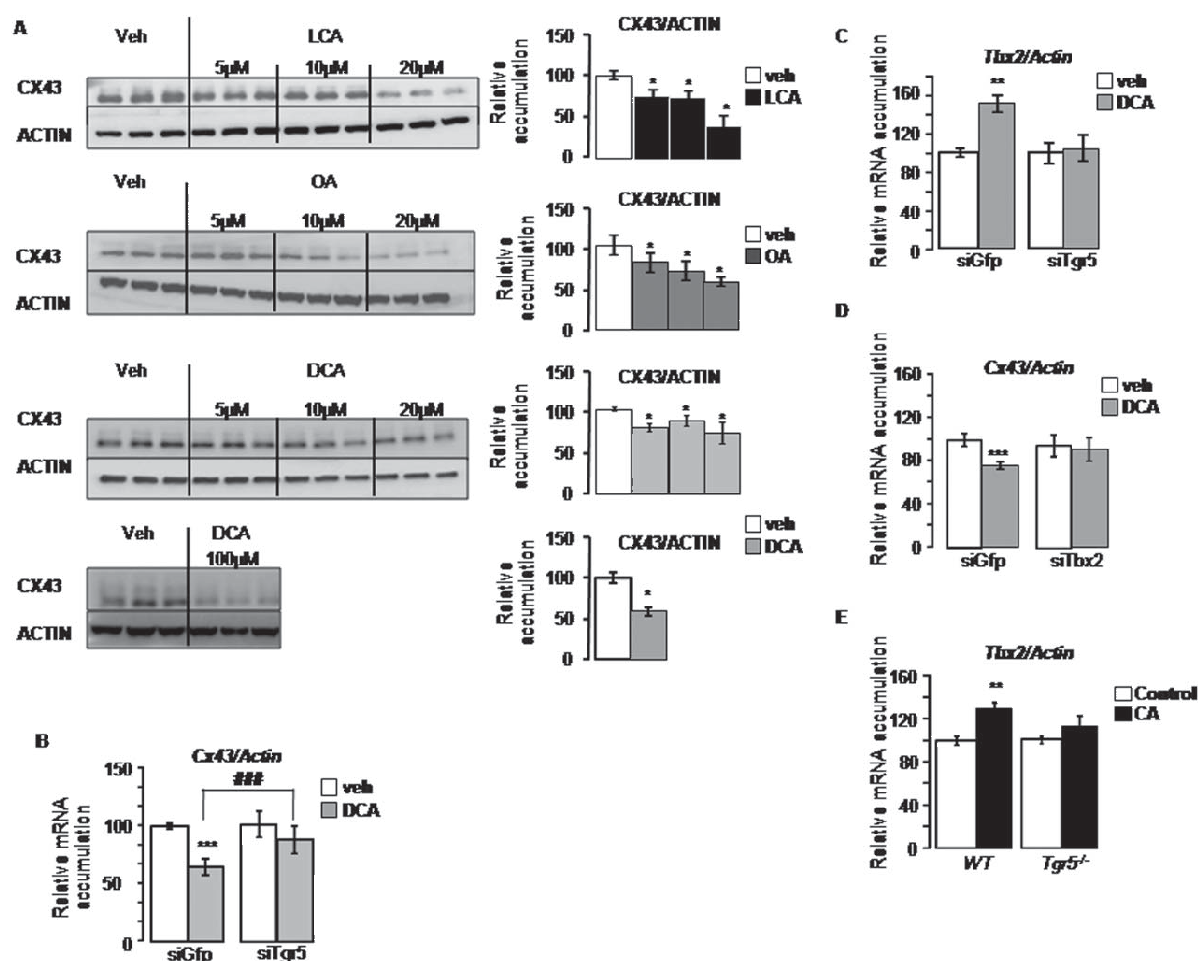 A
Veh LCA
5µM 10µM 20µM
CX43
ACTIN
CX43/ACTIN
Relative accumulation
150
100
50
0
* * *
veh
LCA
Veh OA
5µM 10µM 20µM
CX43
ACTIN
CX43/ACTIN
Relative accumulation
150
100
50
0
* * *
veh
OA
Veh DCA
5µM 10µM 20µM
CX43
ACTIN
CX43/ACTIN
Relative accumulation
150
100
50
0
* * *
Veh DCA
100µM
CX43
ACTIN
CX43/ACTIN
Relative accumulation
150
100
50
0
*
veh
DCA
B
Cx43/Actin
###
Relative mRNA
accumulation
150
100
50
0
***
siGfp siTgr5
veh
DCA
C
Tbx2/Actin
Relative mRNA accumulation
160
120
80
40
0
**
siGfp siTgr5
veh
DCA
D
Cx43/Actin
Relative mRNA accumulation
160
120
80
40
0
***
siGfp siTbx2
veh
DCA
E
Tbx2/Actin
Relative mRNA accumulation
160
120
80
40
0
**
WT Tgr5-/-
Control
CA